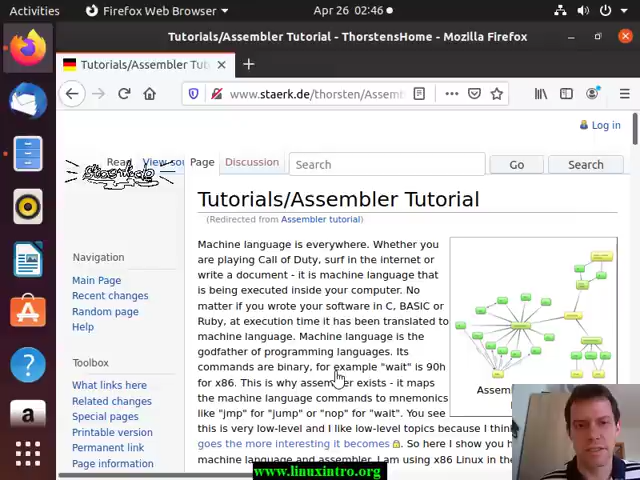 Activities
Firefox Web Browser
Apr 26 02:46
Tutorials/Assembler Tutorial - ThorstensHome - Mozilla Firefox
Tutorials/Assembler Tut
www.staerk.de/thorsten/Assem
Log in
Read
View so
Page
Discussion
Search
Go
Search
Tutorials/Assembler Tutorial
(Redirected from Assembler tutorial)
Machine language is everywhere. Whether you
are playing Call of Duty, surf in the internet or
write a document - it is machine language that
is being executed inside your computer. No
matter if you wrote your software in C, BASIC or
Ruby, at execution time it has been translated to
machine language. Machine language is the
godfather of programming languages. Its
commands are binary, for example "wait" is 90h
for x86. This is why assembler exists - it maps
the machine language commands to mnemonics
like "jmp" for "jump" or "nop" for "wait". You see
this is very low-level and I like low-level topics because I thin
goes the more interesting it becomes . So here I show you h
machine language and assembler. I am using x86 Linux in the
Assemb
Navigation
Main Page
Recent changes
Random page
Help
Toolbox
What links here
Related changes
Special pages
Printable version
Permanent link
Page information
www.linuxintro.org